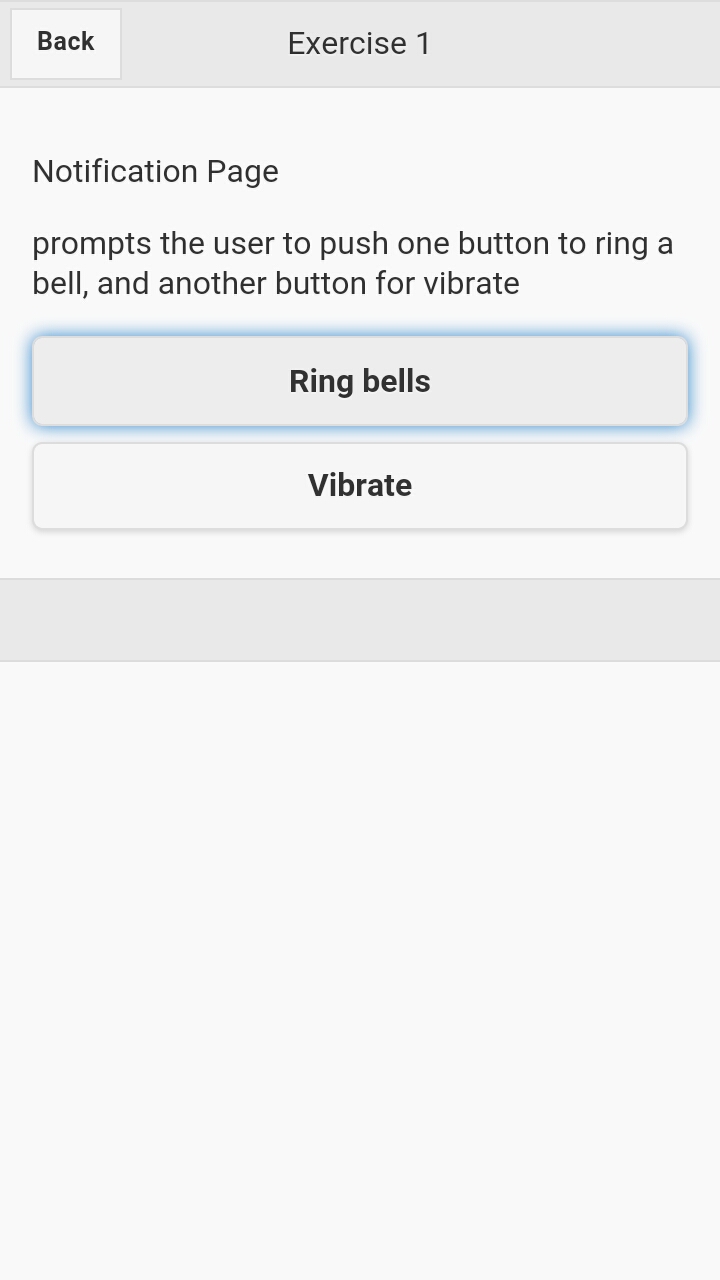 Back
Exercise 1
Notification Page
prompts the user to push one button to ring a
bell, and another button for vibrate
Ring bells
Vibrate